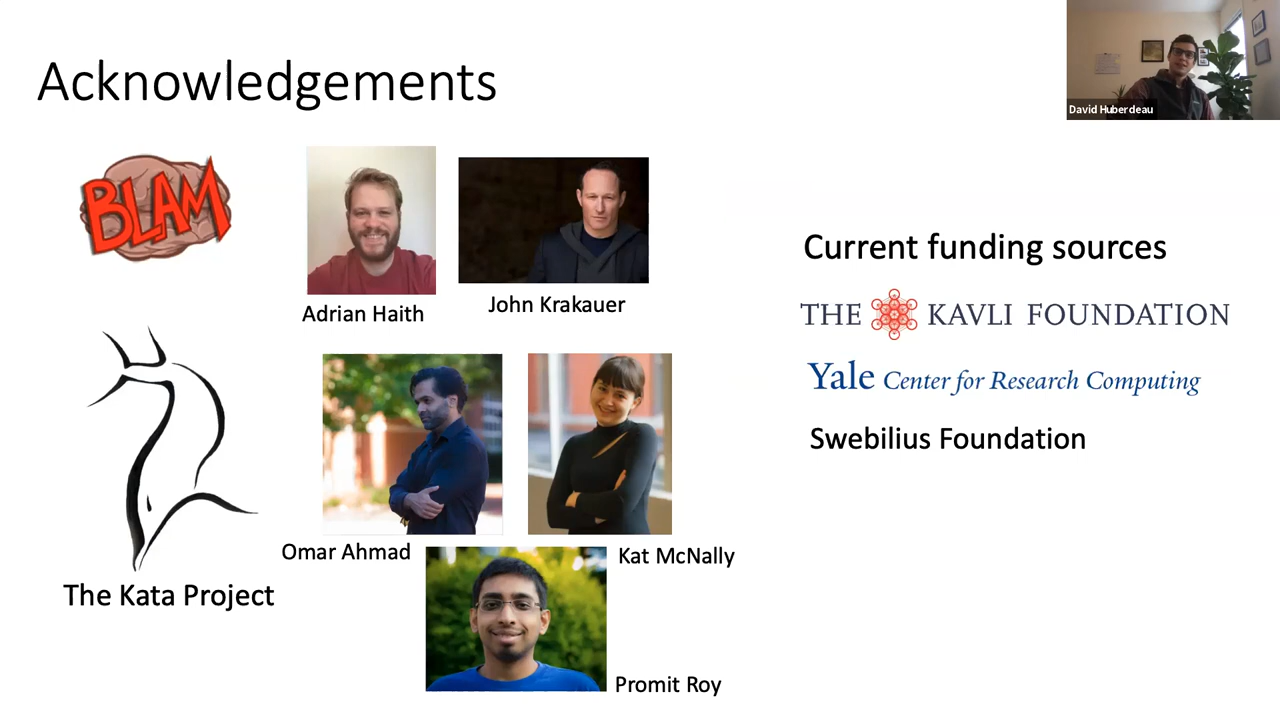 Acknowledgements
David Huberdeau
BLAM
Adrian Haith
John Krakauer
Current funding sources
THE KAVLI FOUNDATION
Yale Center for Research Computing
Swebilius Foundation
Omar Ahmad
Kat McNally
The Kata Project
Promit Roy